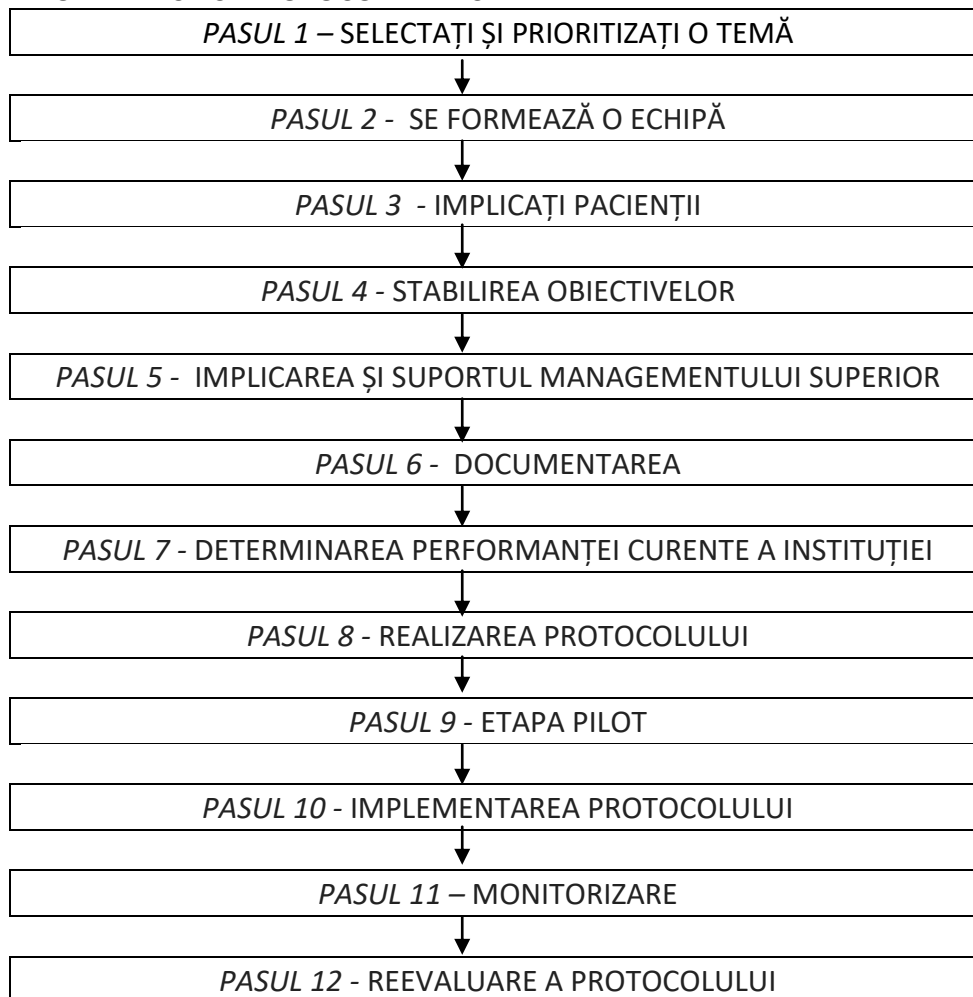 PASUL 1 – SELECTAȚI ȘI PRIORITIZAȚI O TEMĂ
PASUL 2 - SE FORMEAZĂ O ECHIPĂ
PASUL 3 - IMPLICAȚI PACIENȚII
PASUL 4 - STABILIREA OBIECTIVELOR
PASUL 5 - IMPLICAREA ȘI SUPORTUL MANAGEMENTULUI SUPERIOR
PASUL 6 - DOCUMENTAREA
PASUL 7 - DETERMINAREA PERFORMANȚEI CURENTE A INSTITUȚIEI
PASUL 8 - REALIZAREA PROTOCOLULUI
PASUL 9 - ETAPA PILOT
PASUL 10 - IMPLEMENTAREA PROTOCOLULUI
PASUL 11 – MONITORIZARE
PASUL 12 - REEVALUARE A PROTOCOLULUI